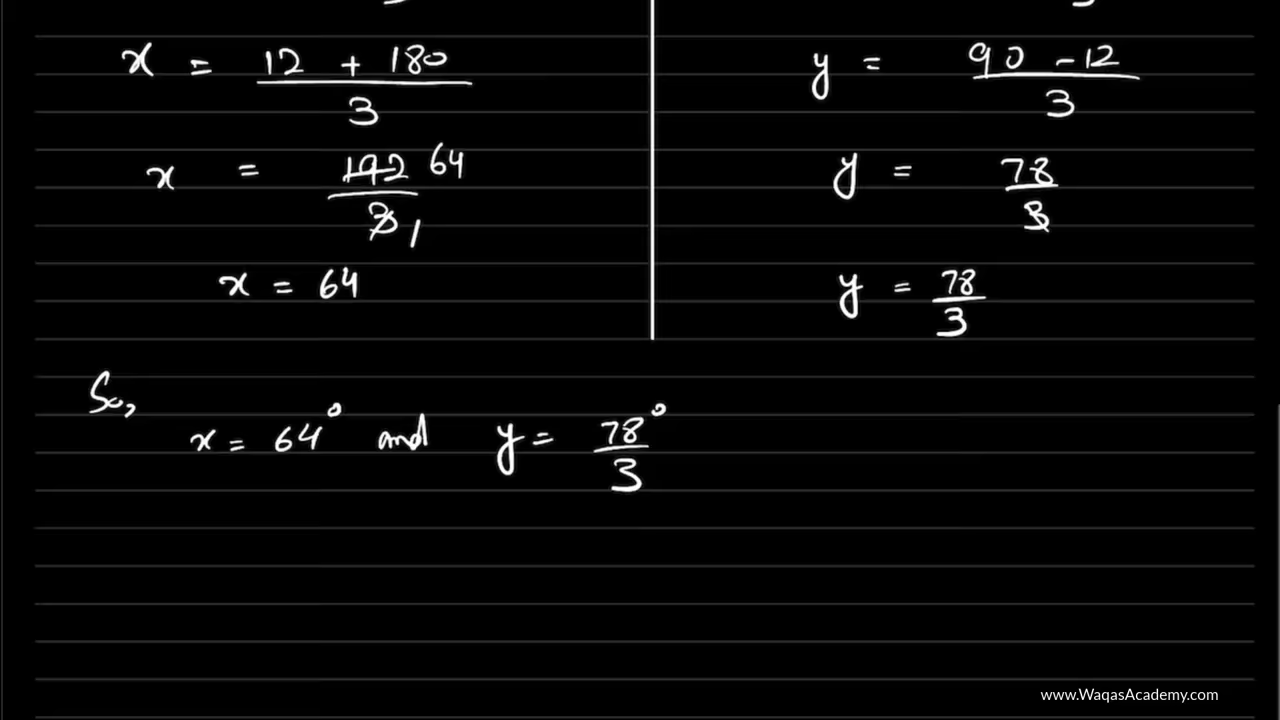 x = 12 + 180 / 3
x = 192 64 / 3 1
x = 64
y = 90 - 12 / 3
y = 78 / 3
y = 78 / 3
So,
x = 64° and y = 78° / 3
www.WaqasAcademy.com